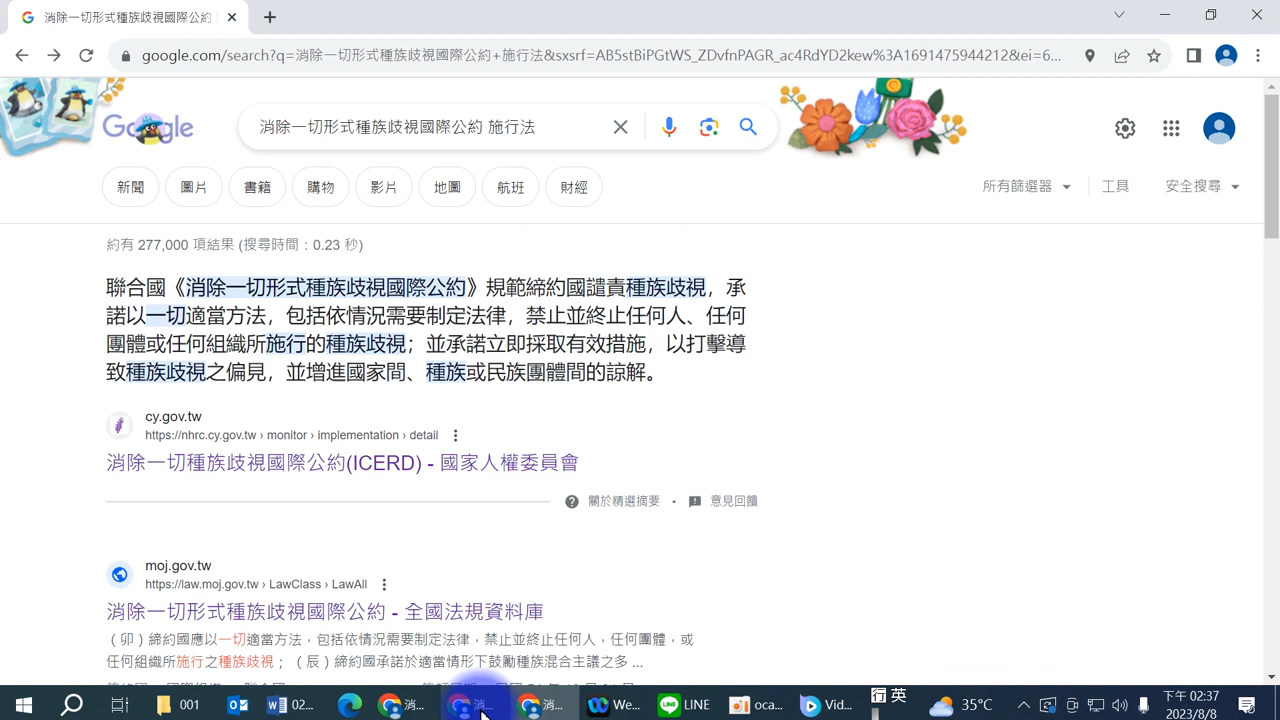 消除一切形式種族歧視國際公約
google.com/search?q=消除一切形式種族歧視國際公約+施行法&sxsrf=AB5stBiPGtWS_ZDvfnPAGR_ac4RdYD2kew%3A1691475944212&ei=6...
Google
消除一切形式種族歧視國際公約 施行法
新聞 圖片 書籍 購物 影片 地圖 航班 財經 所有篩選器 工具 安全搜尋
約有 277,000 項結果 (搜尋時間：0.23 秒)
聯合國《消除一切形式種族歧視國際公約》規範締約國譴責種族歧視，承
諾以一切適當方法，包括依情況需要制定法律，禁止並終止任何人、任何
團體或任何組織所施行的種族歧視；並承諾立即採取有效措施，以打擊導
致種族歧視之偏見，並增進國家間、種族或民族團體間的諒解。
cy.gov.tw
https://nhrc.cy.gov.tw › monitor › implementation › detail
消除一切種族歧視國際公約(ICERD) - 國家人權委員會
關於精選摘要 • 意見回饋
moj.gov.tw
https://law.moj.gov.tw › LawClass › LawAll
消除一切形式種族歧視國際公約 - 全國法規資料庫
（卯）締約國應以一切適當方法，包括依情況需要制定法律，禁止並終止任何人，任何團體，或
任何組織所施行之種族歧視；（辰）締約國承諾於適當情形下鼓勵種族混合主義之多 ...
001 02... 消... 消... 消... We... LINE oca... Vid... 行 英 35°C 下午 02:37
2023/8/8